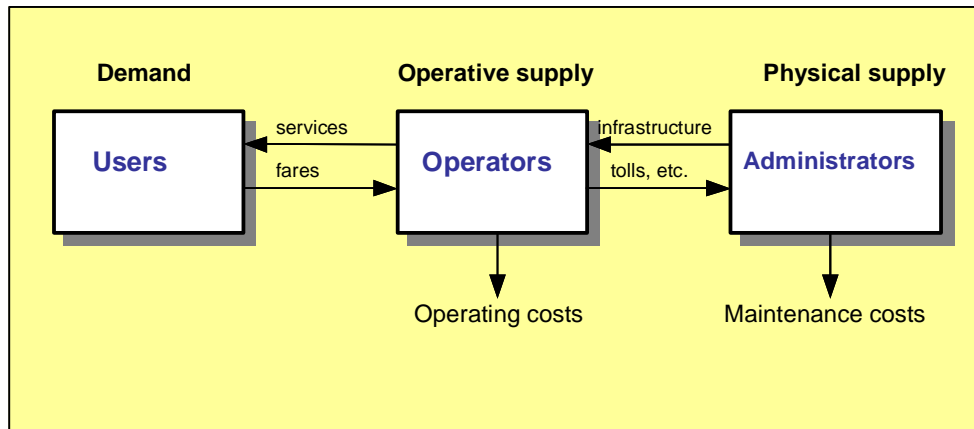 Demand
Operative supply
Physical supply
services
infrastructure
Users
Operators
Administrators
fares
tolls, etc.
Operating costs
Maintenance costs